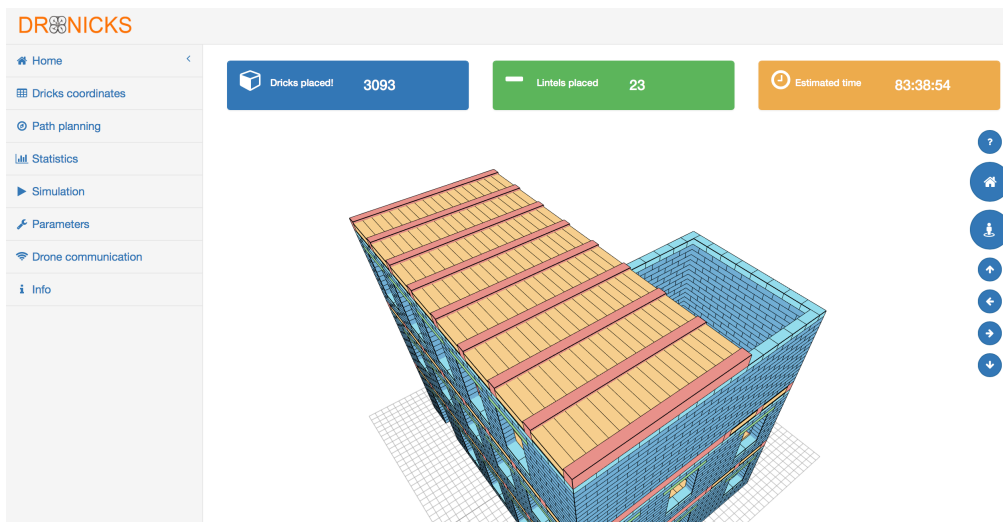 DRONICKS
Home
Dricks coordinates
Path planning
Statistics
Simulation
Parameters
Drone communication
Info
Dricks placed! 3093
Lintels placed 23
Estimated time 83:38:54
?